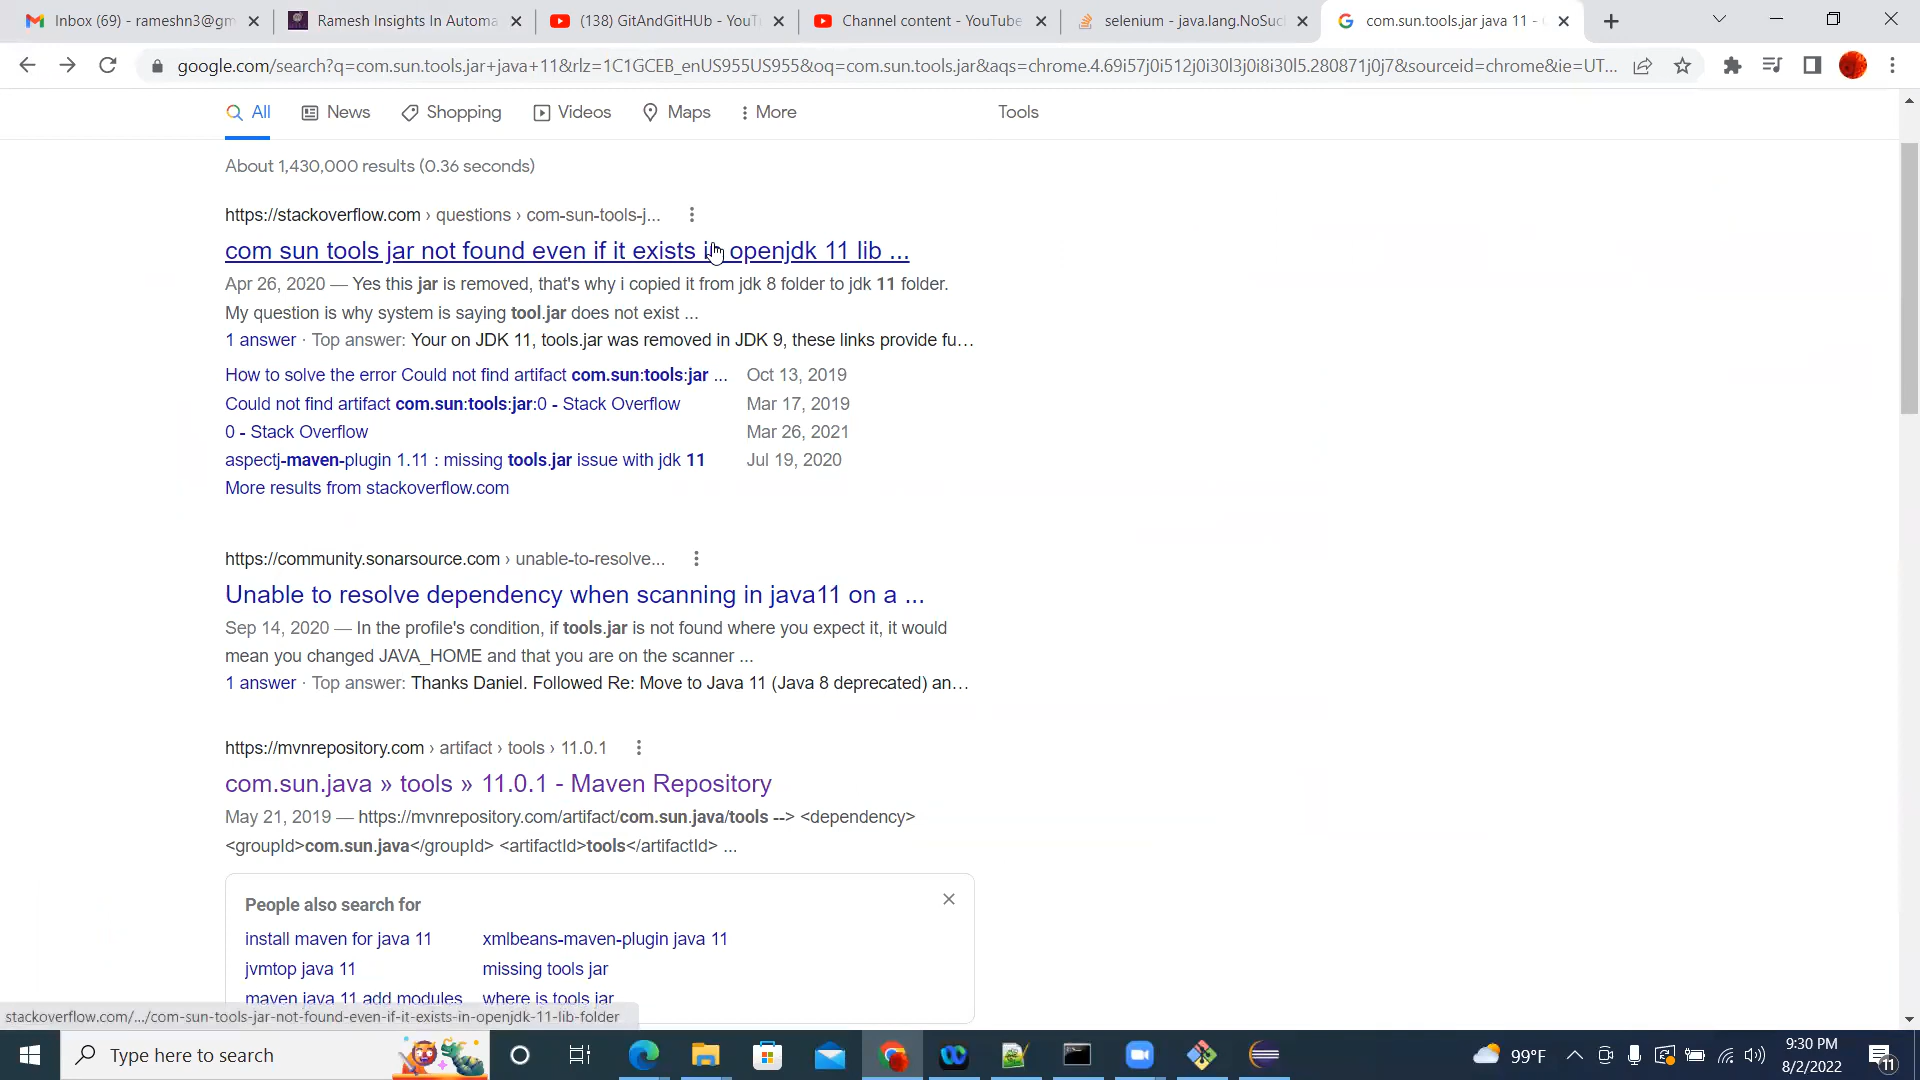 Inbox (69) - rameshn3@gm
Ramesh Insights In Automa
(138) GitAndGitHUb - YouT
Channel content - YouTube
selenium - java.lang.NoSuc
com.sun.tools.jar java 11 -
google.com/search?q=com.sun.tools.jar+java+11&rlz=1C1GCEB_enUS955US955&oq=com.sun.tools.jar&aqs=chrome.4.69i57j0i512j0i30l3j0i8i30l5.280871j0j7&sourceid=chrome&ie=UT...
All News Shopping Videos Maps More Tools
About 1,430,000 results (0.36 seconds)
https://stackoverflow.com › questions › com-sun-tools-j...
com sun tools jar not found even if it exists in openjdk 11 lib ...
Apr 26, 2020 — Yes this jar is removed, that's why i copied it from jdk 8 folder to jdk 11 folder.
My question is why system is saying tool.jar does not exist ...
1 answer · Top answer: Your on JDK 11, tools.jar was removed in JDK 9, these links provide fu...
How to solve the error Could not find artifact com.sun:tools:jar ... Oct 13, 2019
Could not find artifact com.sun:tools:jar:0 - Stack Overflow Mar 17, 2019
0 - Stack Overflow Mar 26, 2021
aspectj-maven-plugin 1.11 : missing tools.jar issue with jdk 11 Jul 19, 2020
More results from stackoverflow.com
https://community.sonarsource.com › unable-to-resolve...
Unable to resolve dependency when scanning in java11 on a ...
Sep 14, 2020 — In the profile's condition, if tools.jar is not found where you expect it, it would
mean you changed JAVA_HOME and that you are on the scanner ...
1 answer · Top answer: Thanks Daniel. Followed Re: Move to Java 11 (Java 8 deprecated) an...
https://mvnrepository.com › artifact › tools › 11.0.1
com.sun.java » tools » 11.0.1 - Maven Repository
May 21, 2019 — https://mvnrepository.com/artifact/com.sun.java/tools --> <dependency>
<groupId>com.sun.java</groupId> <artifactId>tools</artifactId> ...
People also search for
install maven for java 11 xmlbeans-maven-plugin java 11
jvmtop java 11 missing tools jar
maven java 11 add modules where is tools jar
stackoverflow.com/.../com-sun-tools-jar-not-found-even-if-it-exists-in-openjdk-11-lib-folder
Type here to search
99°F
9:30 PM
8/2/2022
11